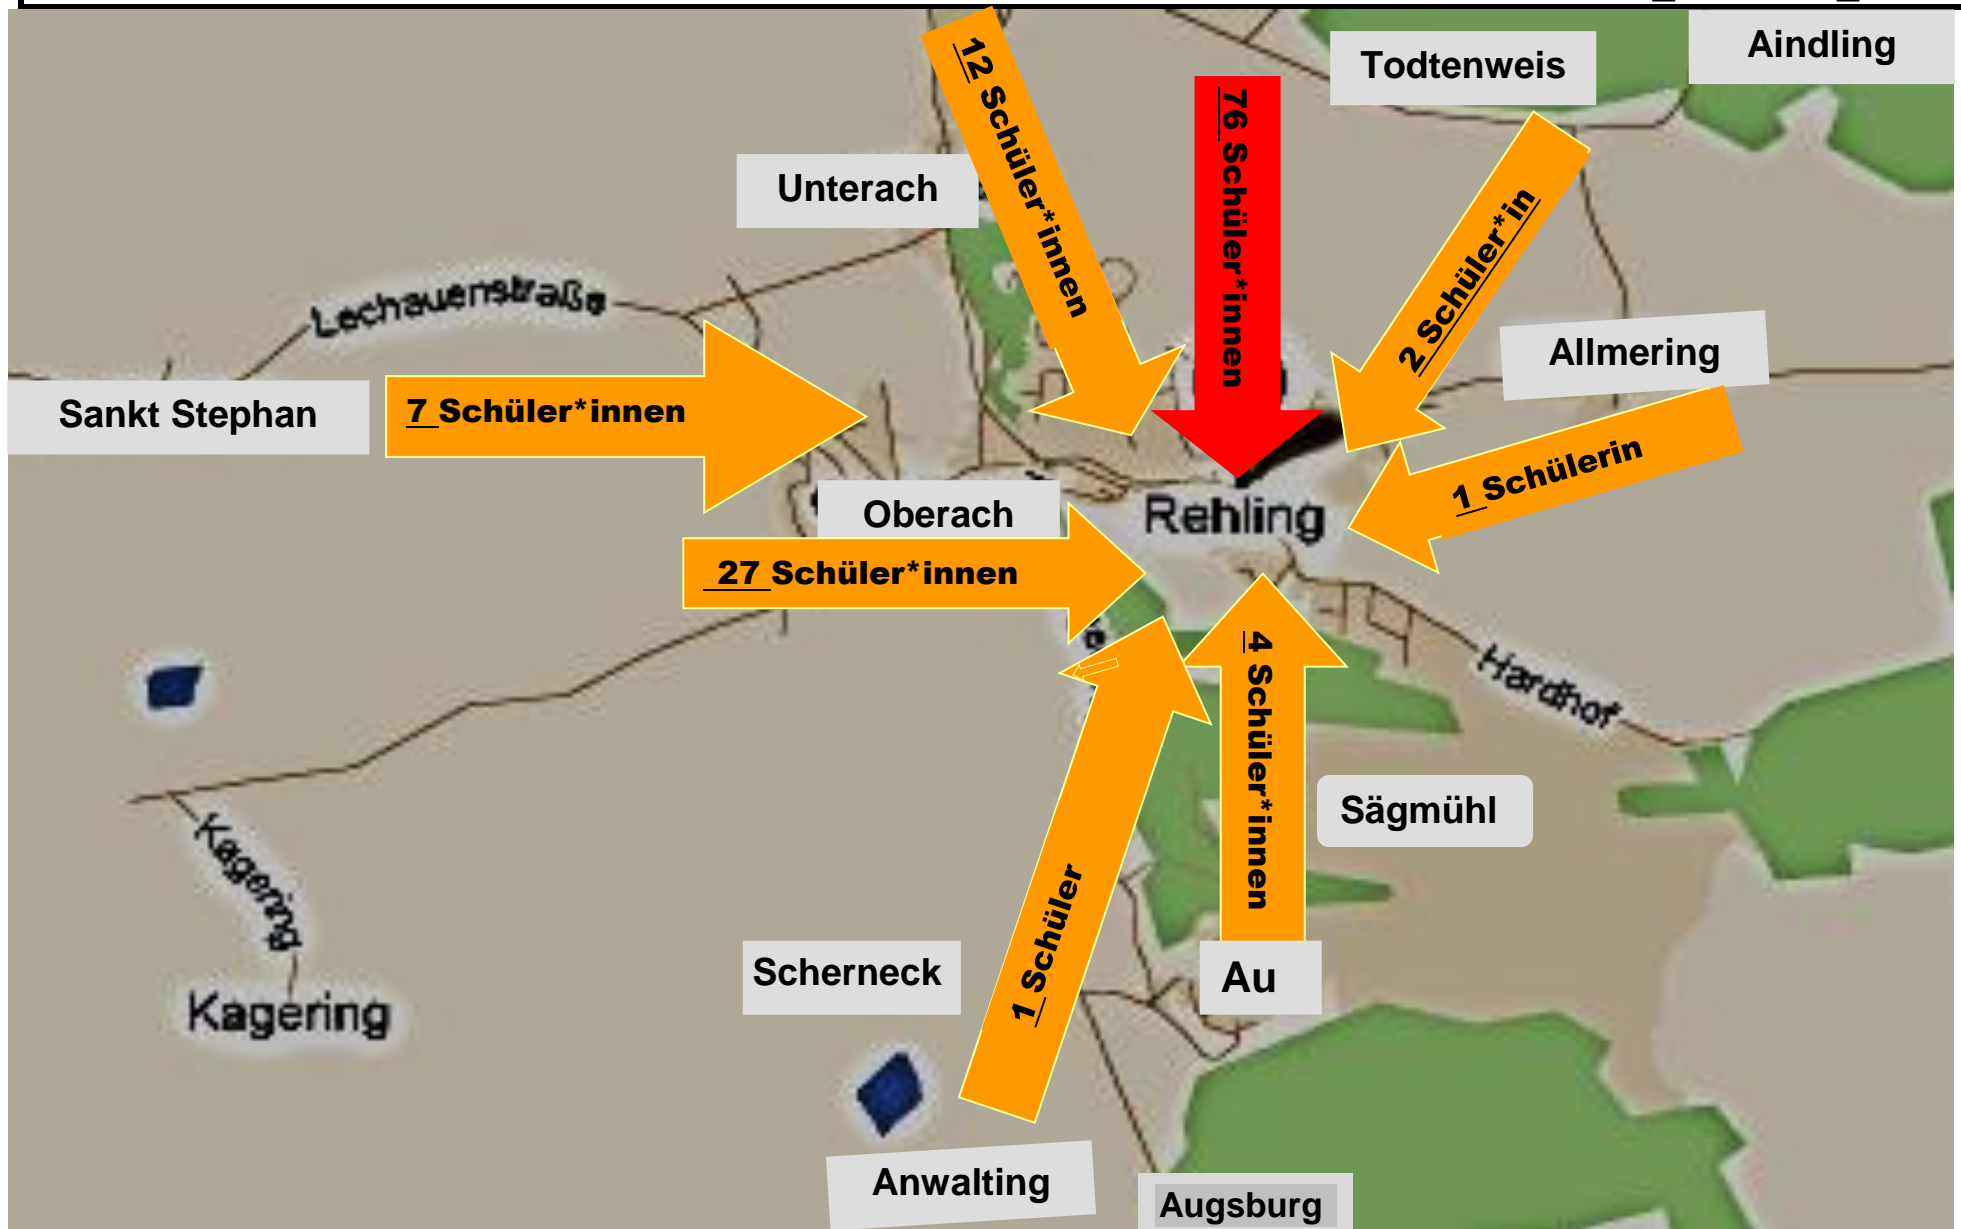 Aindling
Todtenweis
12 Schüler*innen
76 Schüler*innen
Unterach
2 Schüler*in
Lechauenstraße
Allmering
Sankt Stephan
7 Schüler*innen
1 Schülerin
Oberach
Rehling
27 Schüler*innen
4 Schüler*innen
Hardhof
Sägmühl
Kagering
1 Schüler
Scherneck
Au
Kagering
Anwalting
Augsburg